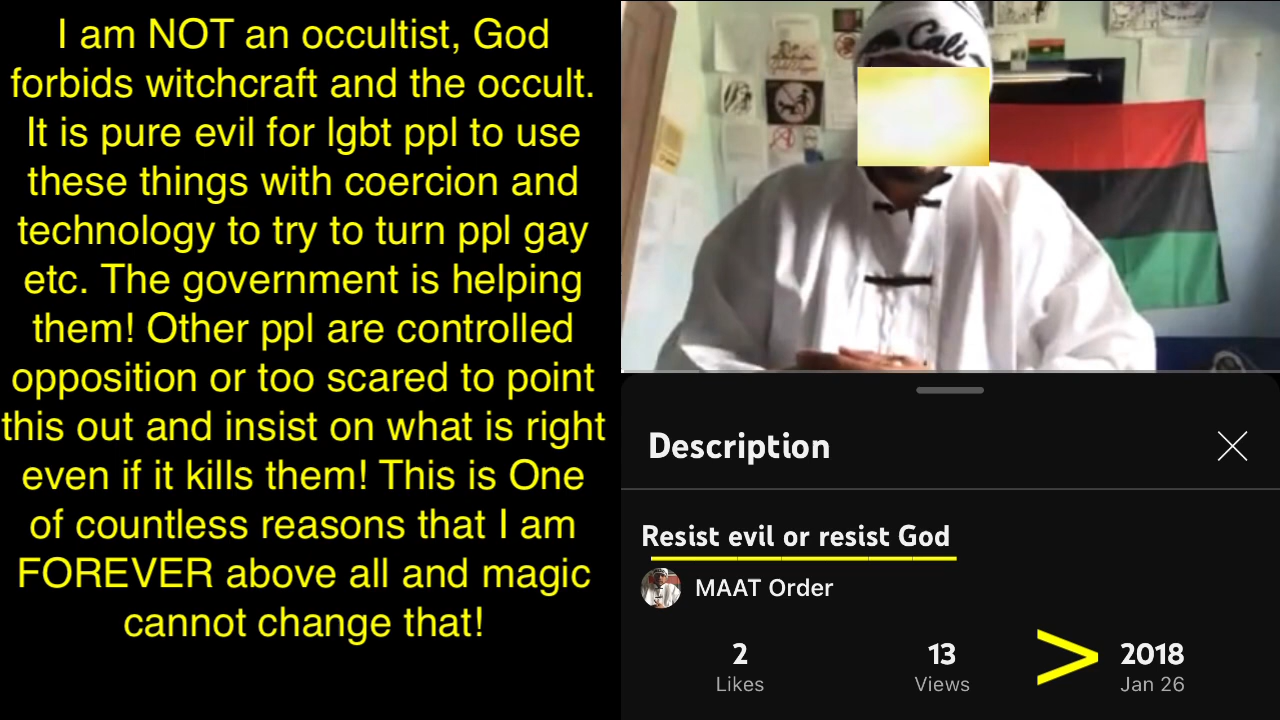 I am NOT an occultist, God
forbids witchcraft and the occult.
It is pure evil for lgbt ppl to use
these things with coercion and
technology to try to turn ppl gay
etc. The government is helping
them! Other ppl are controlled
opposition or too scared to point
this out and insist on what is right
even if it kills them! This is One
of countless reasons that I am
FOREVER above all and magic
cannot change that!
Cali
Description
Resist evil or resist God
MAAT Order
2 13 > 2018
Likes Views Jan 26